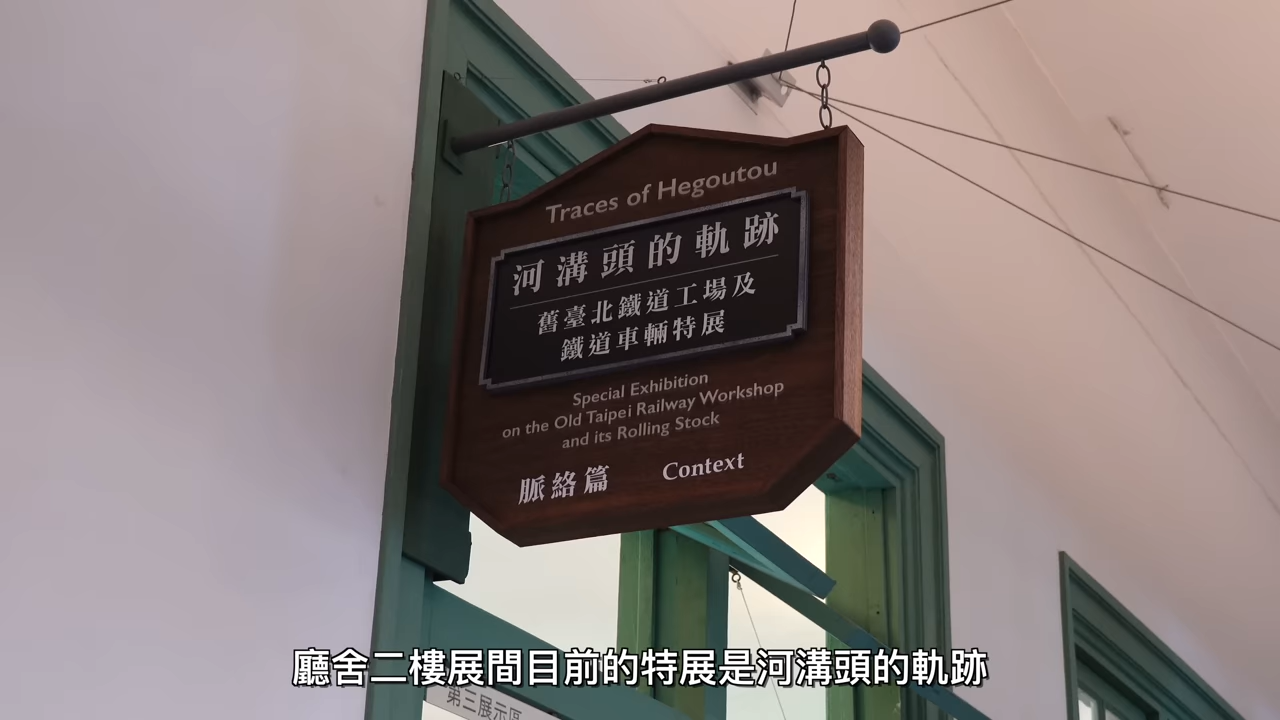 Traces of Hegoutou
河溝頭的軌跡
舊臺北鐵道工場及
鐵道車輛特展
Special Exhibition
on the Old Taipei Railway Workshop
and its Rolling Stock
脈絡篇 Context
廳舍二樓展間目前的特展是河溝頭的軌跡
第三展示區